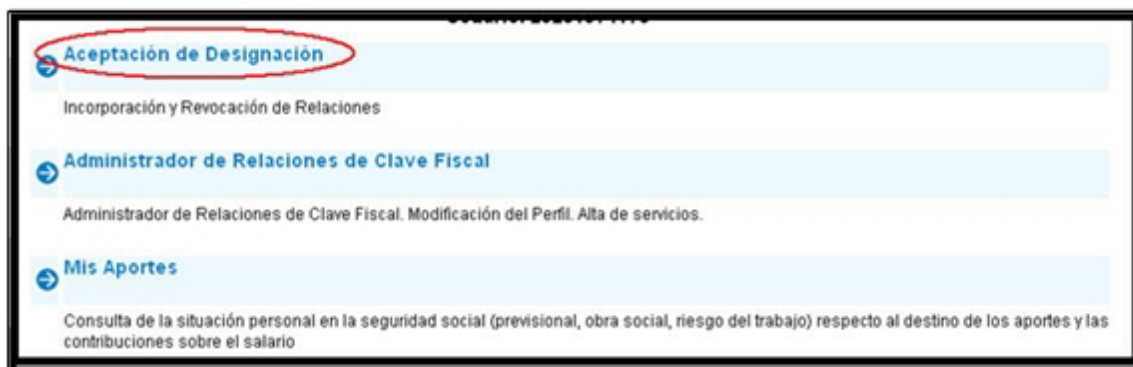 Aceptación de Designación
Incorporación y Revocación de Relaciones
Administrador de Relaciones de Clave Fiscal
Administrador de Relaciones de Clave Fiscal. Modificación del Perfil. Alta de servicios.
Mis Aportes
Consulta de la situación personal en la seguridad social (previsional, obra social, riesgo del trabajo) respecto al destino de los aportes y las
contribuciones sobre el salario